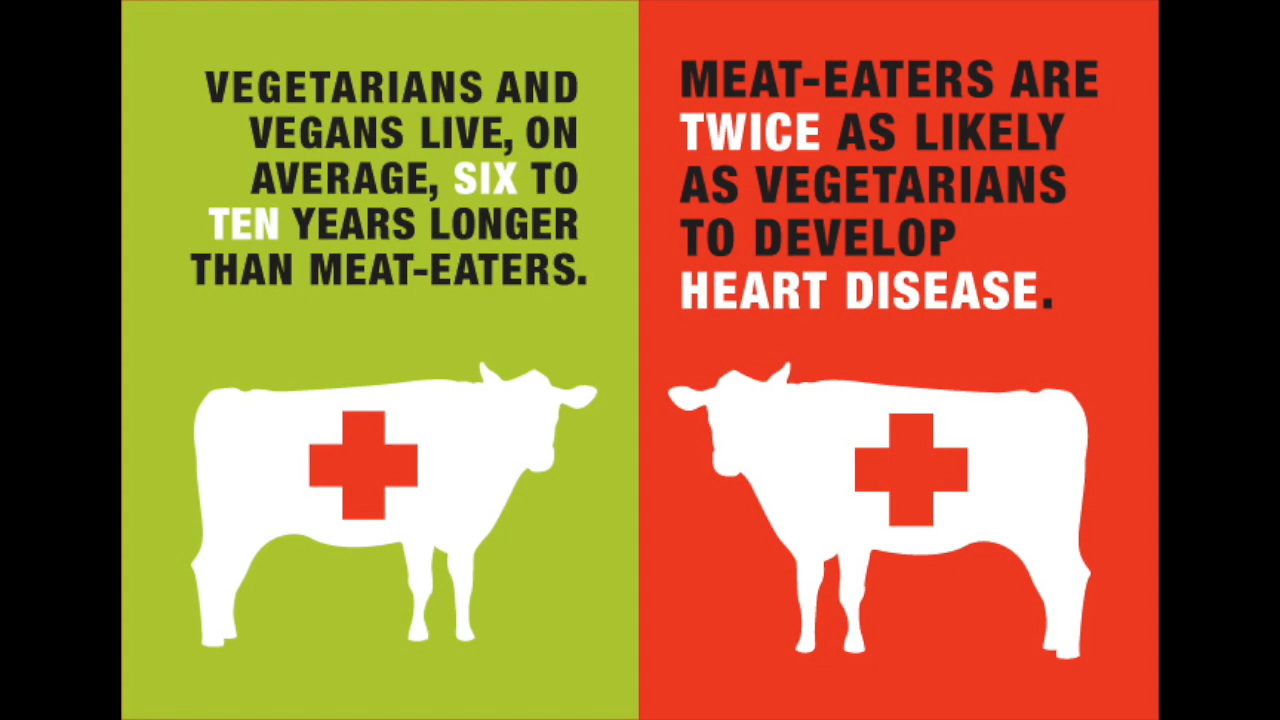 VEGETARIANS AND
VEGANS LIVE, ON
AVERAGE, SIX TO
TEN YEARS LONGER
THAN MEAT-EATERS.
MEAT-EATERS ARE
TWICE AS LIKELY
AS VEGETARIANS
TO DEVELOP
HEART DISEASE.